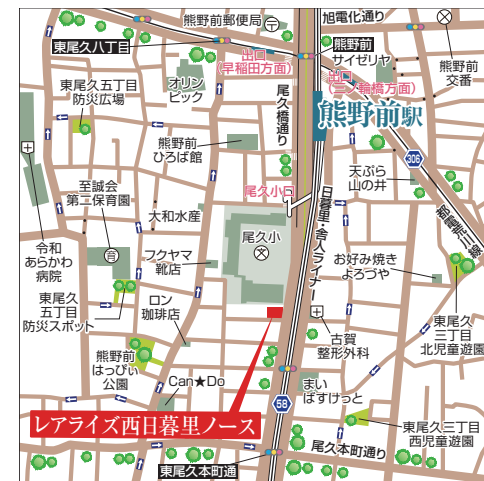 熊野前郵便局
旭電化通り
東尾久八丁目
出口
(早稲田方面)
熊野前
サイゼリヤ
熊野前
交番
東尾久五丁目
防災広場
オリン
ピック
尾久橋通り
出口
(三ノ輪橋方面)
熊野前駅
熊野前
ひろば館
306
天ぷら
山の井
至誠会
第二保育園
尾久小口
都電荒川線
大和水産
日暮里・舎人ライナー
令和
あらかわ
病院
育
フクヤマ
靴店
尾久小
文
お好み焼き
よろづや
東尾久
五丁目
防災スポット
ロン
珈琲店
古賀
整形外科
東尾久
三丁目
北児童遊園
熊野前
はっぴぃ
公園
Can★Do
まい
ばすけっと
58
レアライズ西日暮里ノース
東尾久三丁目
西児童遊園
尾久本町通り
東尾久本町通